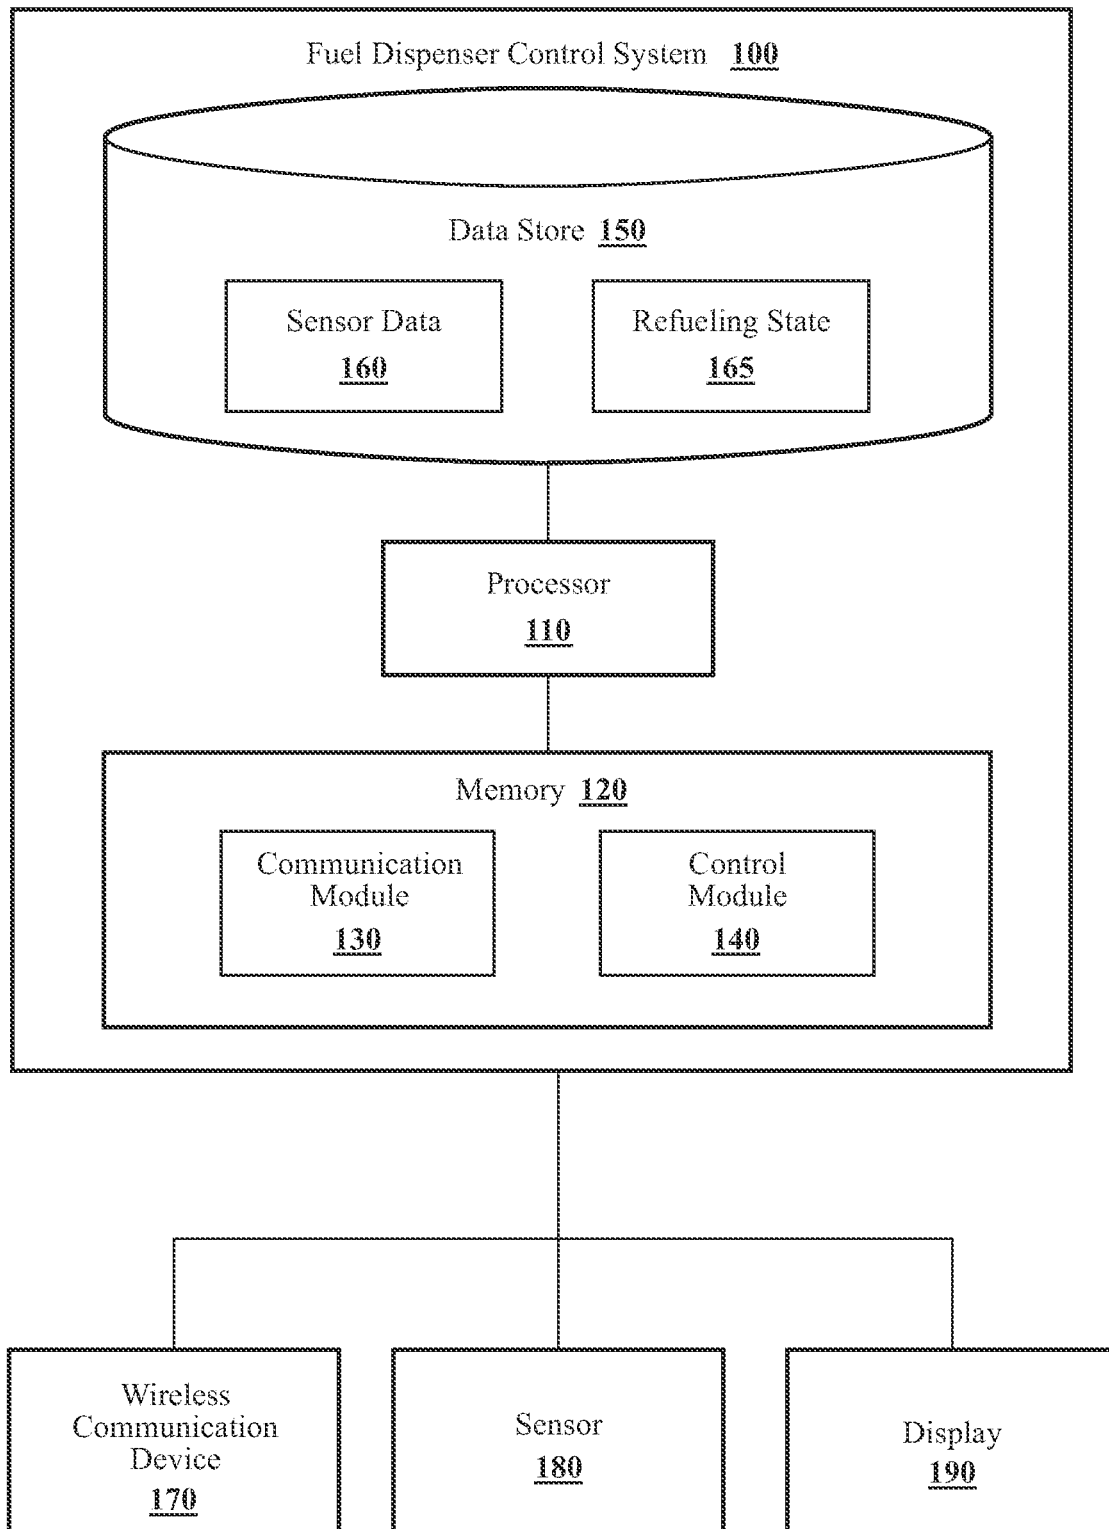 Fuel Dispenser Control System 100
Data Store 150
Sensor Data
160
Refueling State
165
Processor
110
Memory 120
Communication
Module
130
Control
Module
140
Wireless
Communication
Device
170
Sensor
180
Display
190